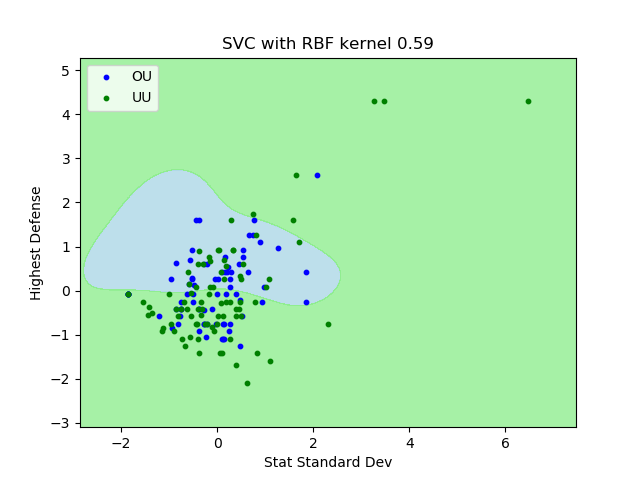 SVC with RBF kernel 0.59
OU
UU
5
4
3
2
1
0
−1
−2
−3
Highest Defense
−2 0 2 4 6
Stat Standard Dev